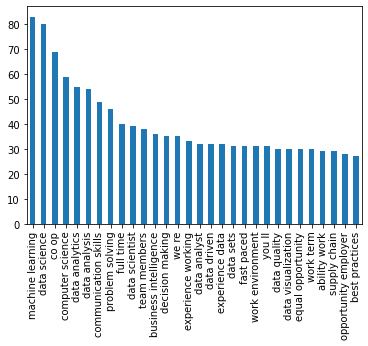 80
70
60
50
40
30
20
10
0
machine learning
data science
co op
computer science
data analytics
data analysis
communication skills
problem solving
full time
data scientist
team members
business intelligence
decision making
we re
experience working
data analyst
data driven
experience data
data sets
fast paced
work environment
you ll
data quality
data visualization
equal opportunity
work term
ability work
supply chain
opportunity employer
best practices